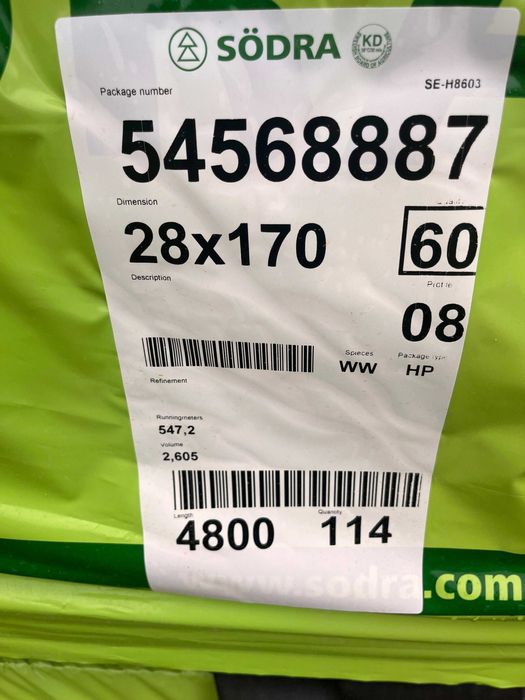 SÖDRA
KD
Package number SE-H8603
54568887
Dimension
28x170 60
Description Profile
08
Species Package type
WW HP
Refinement
Runningmeters
547,2
Volume
2,605
Length Quantity
4800 114
www.södra.com